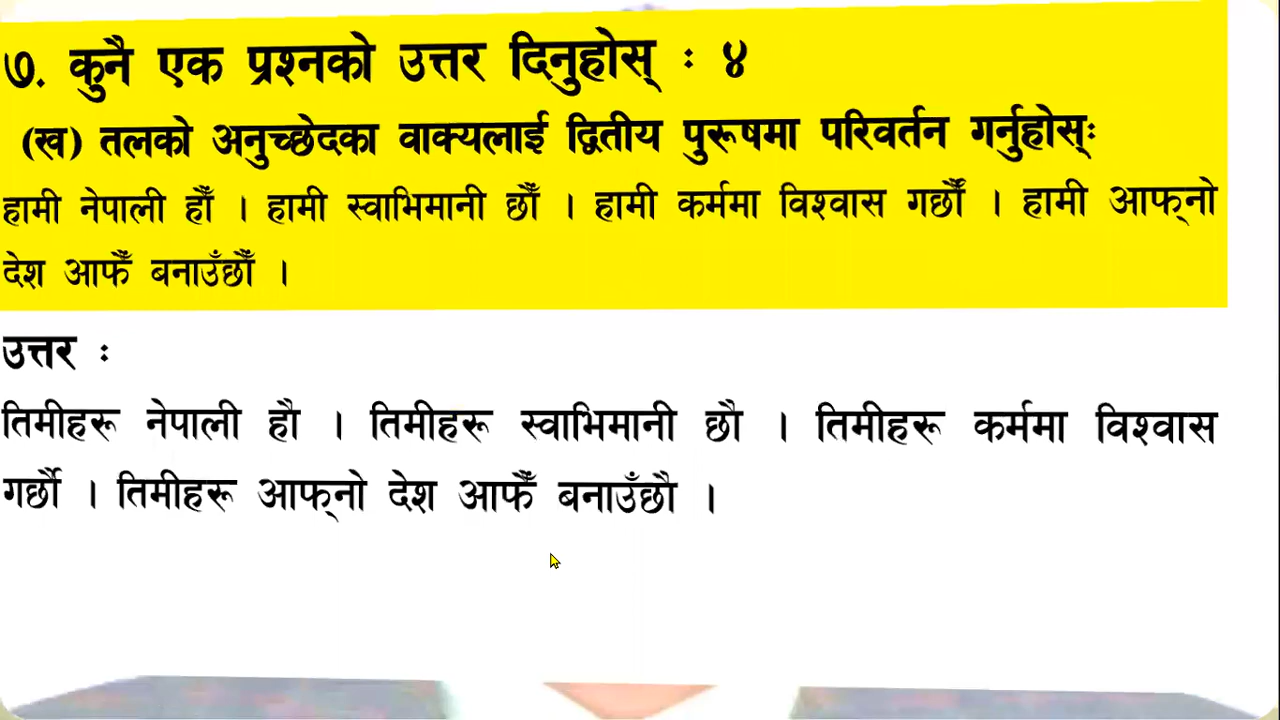 ७. कुनै एक प्रश्नको उत्तर दिनुहोस् : ४
(ख) तलको अनुच्छेदका वाक्यलाई द्वितीय पुरूषमा परिवर्तन गर्नुहोस्ः
हामी नेपाली हौँ । हामी स्वाभिमानी छौँ । हामी कर्ममा विश्वास गर्छौँ । हामी आफ्‌नो
देश आफैँ बनाउँछौँ ।
उत्तर :
तिमीहरू नेपाली हौ । तिमीहरू स्वाभिमानी छौ । तिमीहरू कर्ममा विश्वास
गर्छौ । तिमीहरू आफ्‌नो देश आफैँ बनाउँछौ ।